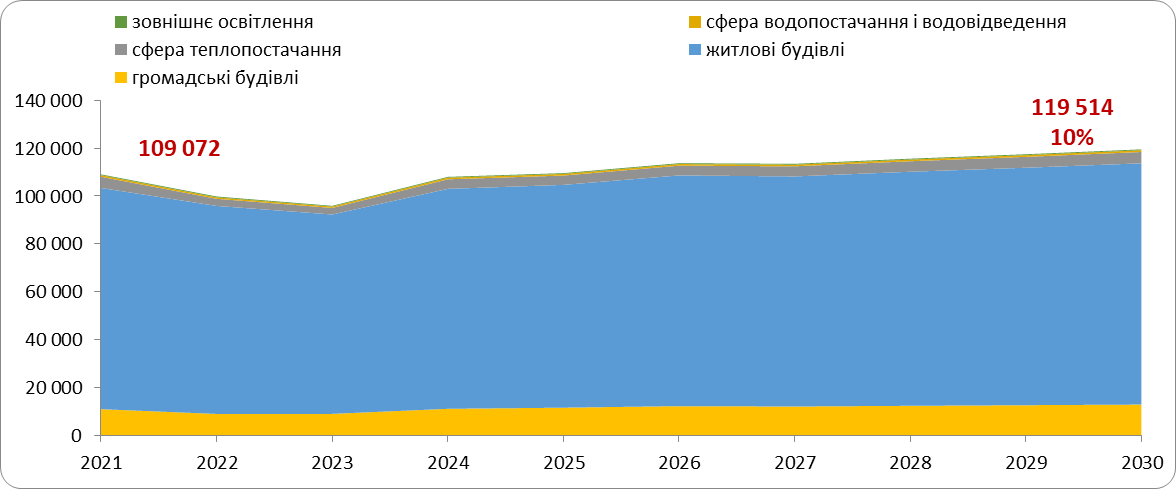 зовнішнє освітлення
сфера водопостачання і водовідведення
сфера теплопостачання
житлові будівлі
громадські будівлі
140 000
120 000
100 000
80 000
60 000
40 000
20 000
0
109 072
119 514
10%
2021 2022 2023 2024 2025 2026 2027 2028 2029 2030